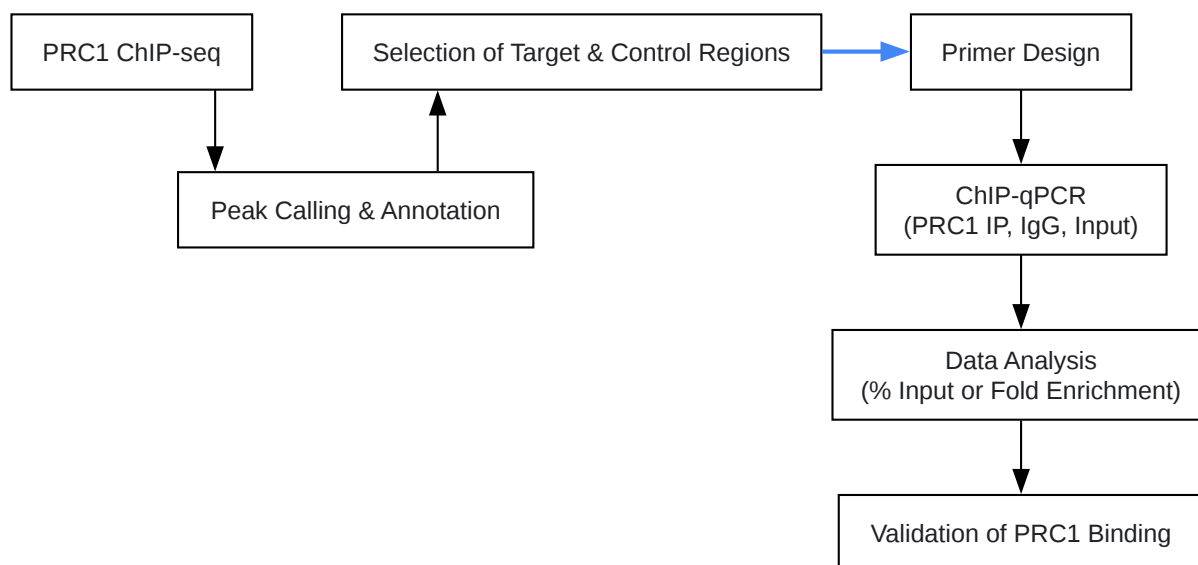 PRC1 ChIP-seq
Peak Calling & Annotation
Selection of Target & Control Regions
Primer Design
ChIP-qPCR
(PRC1 IP, IgG, Input)
Data Analysis
(% Input or Fold Enrichment)
Validation of PRC1 Binding